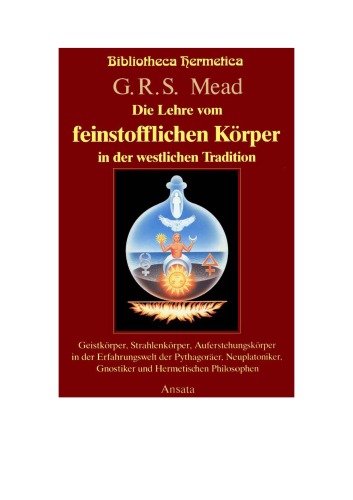 Bibliotheca Hermetica
G.R.S. Mead
Die Lehre vom
feinstofflichen Körper
in der westlichen Tradition
Geistkörper, Strahlenkörper, Auferstehungskörper
in der Erfahrungswelt der Pythagoräer, Neuplatoniker,
Gnostiker und Hermetischen Philosophen
Ansata